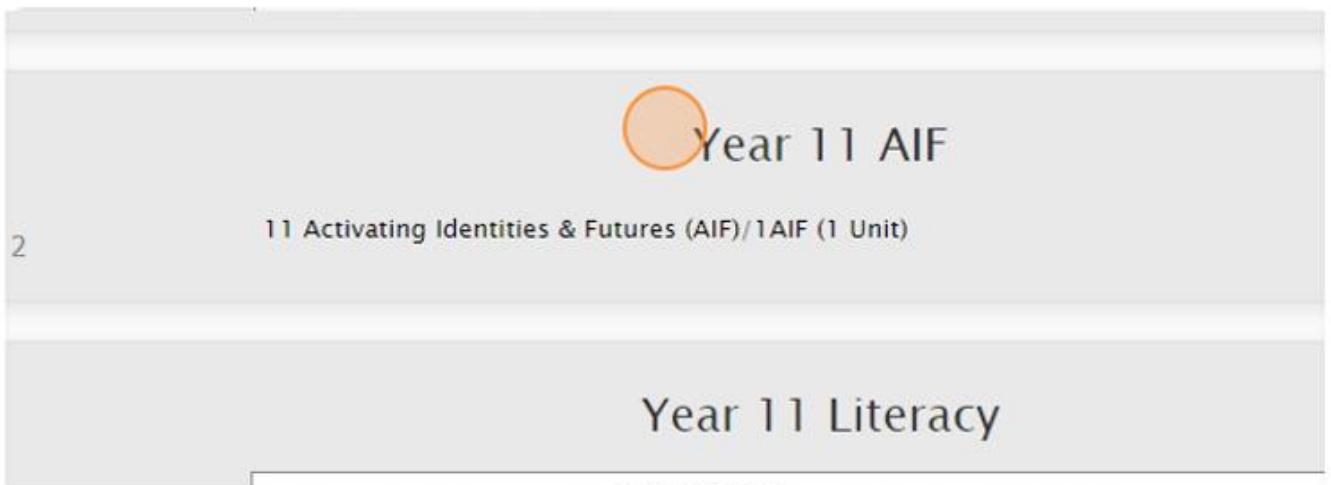 Year 11 AIF
11 Activating Identities & Futures (AIF)/1AIF (1 Unit)
2
Year 11 Literacy